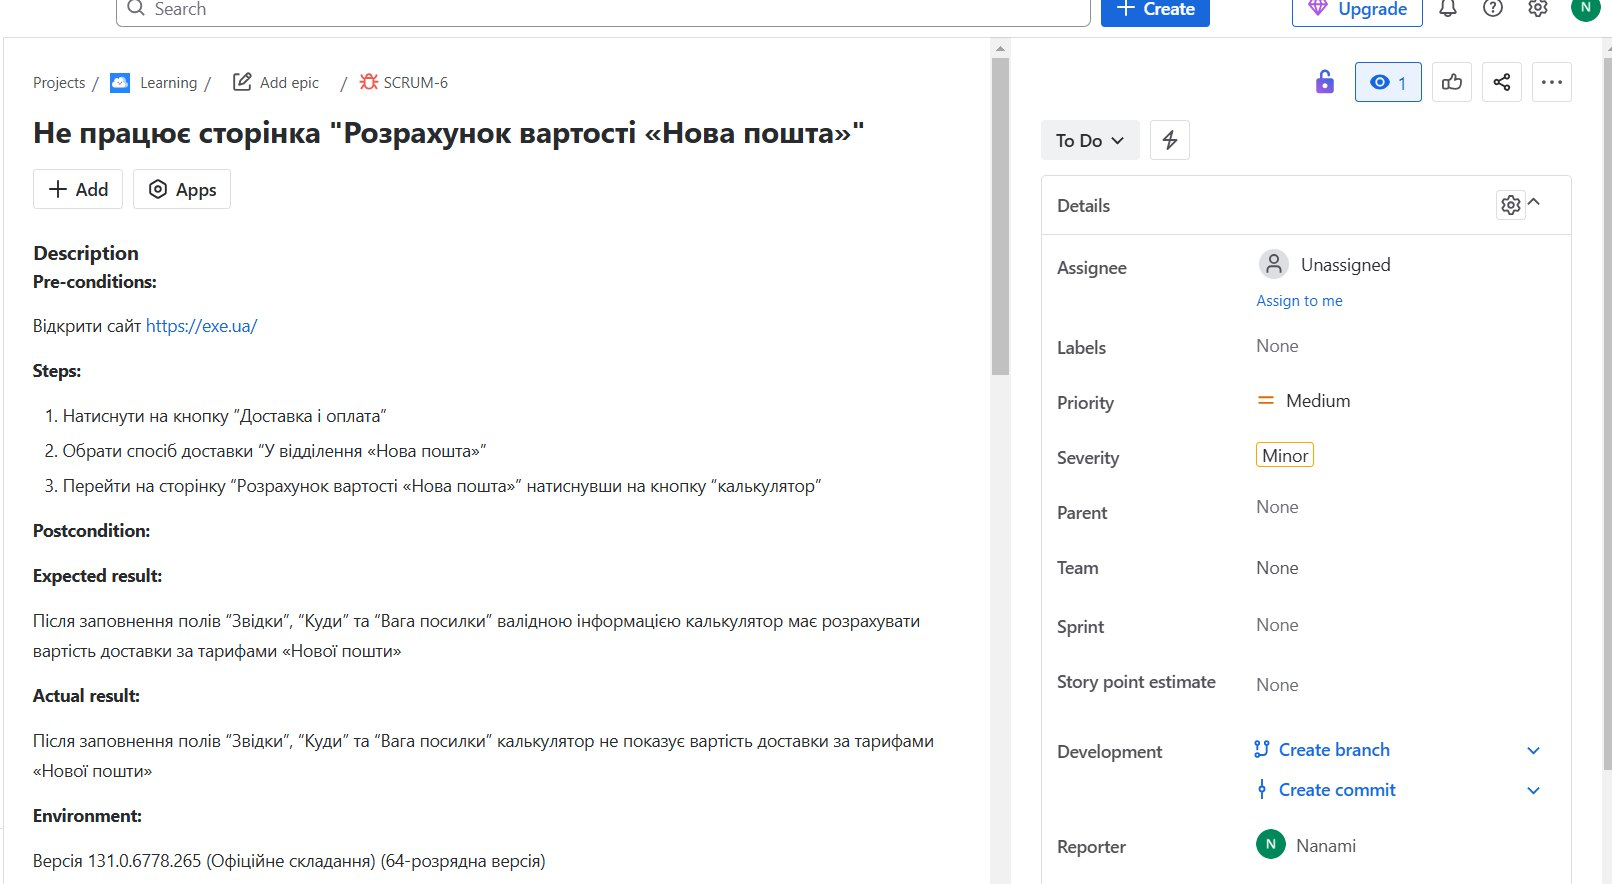 Search
Create
Upgrade
N
Projects / Learning / Add epic / SCRUM-6
1
Не працює сторінка "Розрахунок вартості «Нова пошта»"
To Do
Add
Apps
Description
Pre-conditions:
Відкрити сайт https://exe.ua/
Steps:
1. Натиснути на кнопку “Доставка і оплата”
2. Обрати спосіб доставки “У відділення «Нова пошта»”
3. Перейти на сторінку “Розрахунок вартості «Нова пошта»” натиснувши на кнопку “калькулятор”
Postcondition:
Expected result:
Після заповнення полів “Звідки”, “Куди” та “Вага посилки” валідною інформацією калькулятор має розрахувати
вартість доставки за тарифами «Нової пошти»
Actual result:
Після заповнення полів “Звідки”, “Куди” та “Вага посилки” калькулятор не показує вартість доставки за тарифами
«Нової пошти»
Environment:
Версія 131.0.6778.265 (Офіційне складання) (64-розрядна версія)
Details
Assignee
Unassigned
Assign to me
Labels
None
Priority
Medium
Severity
Minor
Parent
None
Team
None
Sprint
None
Story point estimate
None
Development
Create branch
Create commit
Reporter
N
Nanami